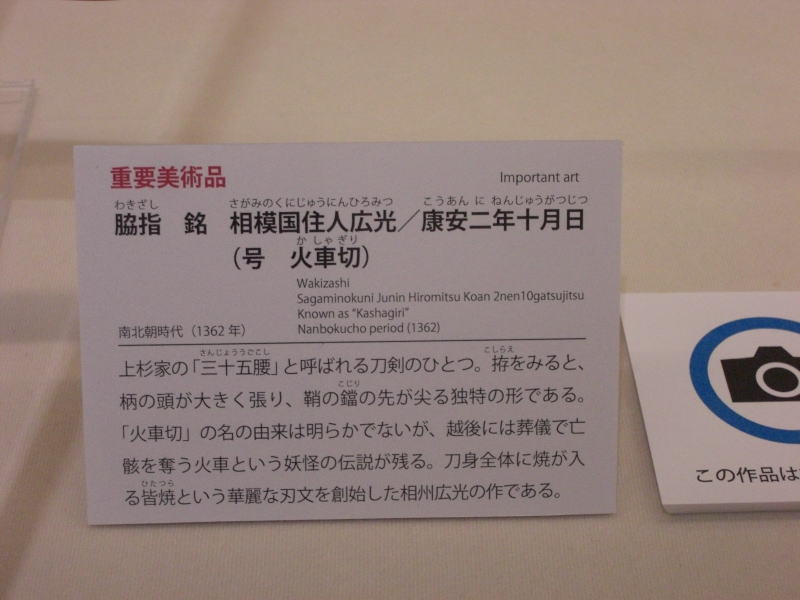 重要美術品
Important art
わきざし さがみのくにじゅうにんひろみつ こうあん に ねんじゅうがつじつ
脇指 銘 相模国住人広光／康安二年十月日
か しゃぎり
（号 火車切）
Wakizashi
Sagaminokuni Junin Hiromitsu Koan 2nen10gatsujitsu
Known as "Kashagiri"
南北朝時代（1362 年） Nanbokucho period (1362)
さんじょうううごこし こしらえ
上杉家の「三十五腰」と呼ばれる刀剣のひとつ。拵をみると、
こじり
柄の頭が大きく張り、鞘の鐺の先が尖る独特の形である。
「火車切」の名の由来は明らかでないが、越後には葬儀で亡
骸を奪う火車という妖怪の伝説が残る。刀身全体に焼が入
ひたつら
る皆焼という華麗な刃文を創始した相州広光の作である。
この作品は